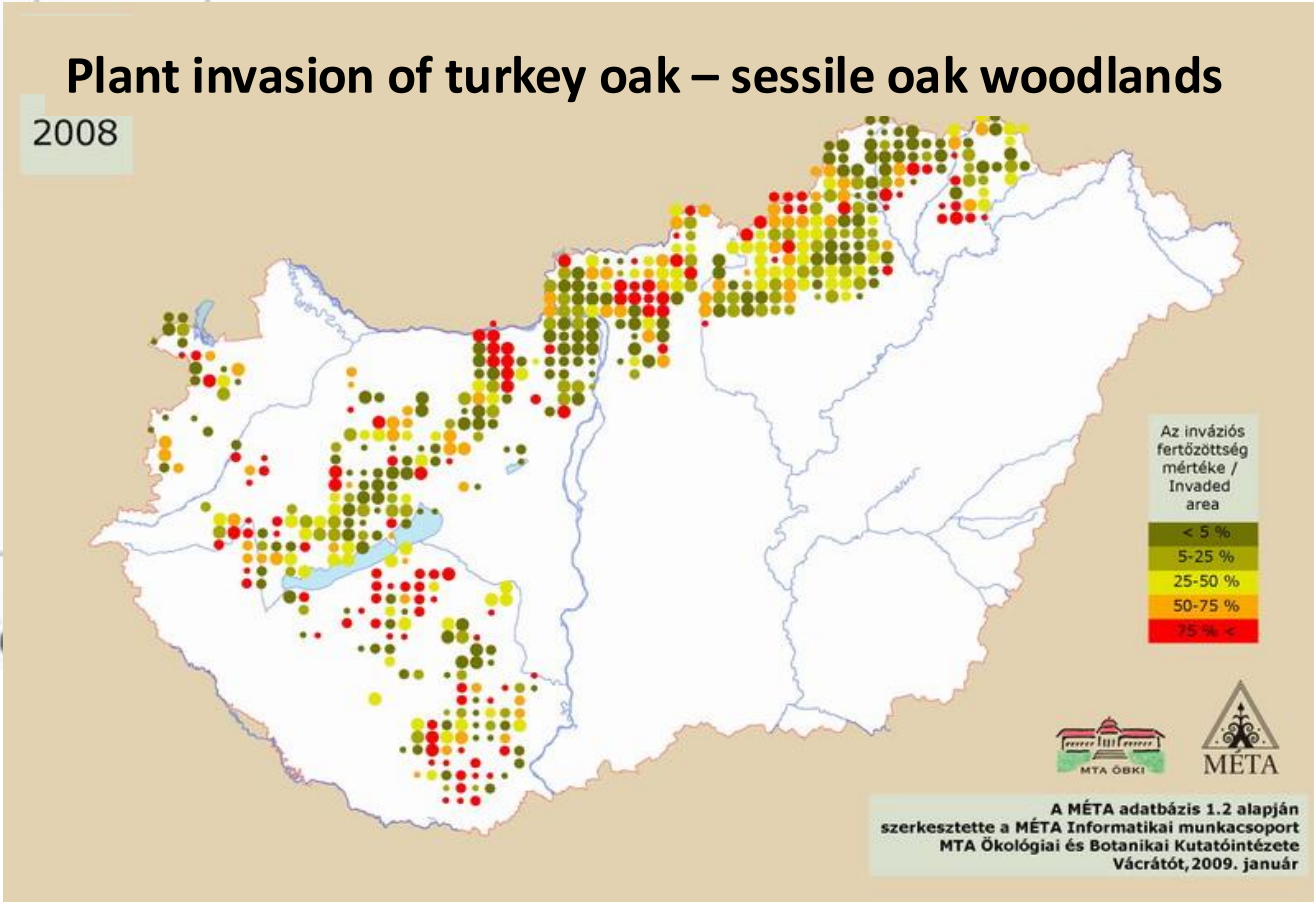 Plant invasion of turkey oak – sessile oak woodlands
2008
Az inváziós
fertőzöttség
mértéke /
Invaded
area
< 5 %
5-25 %
25-50 %
50-75 %
75 % <
MTA ÖBKI
MÉTA
A MÉTA adatbázis 1.2 alapján
szerkesztette a MÉTA Informatikai munkacsoport
MTA Ökológiai és Botanikai Kutatóintézete
Vácrátót,2009. január